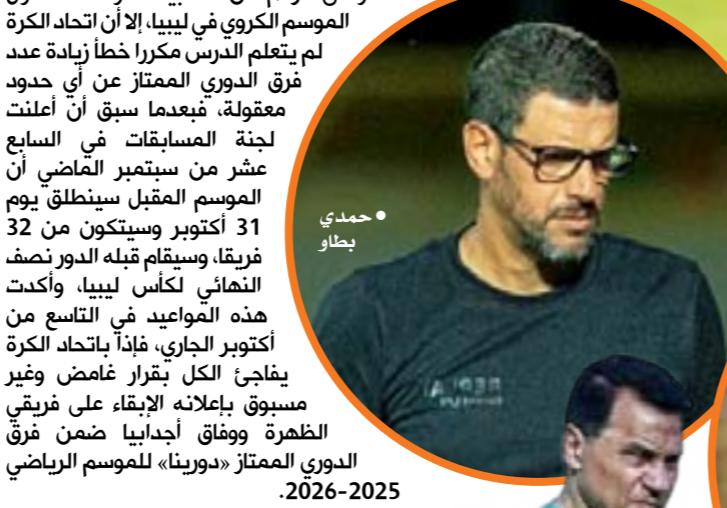 الموسم الكروي في ليبيا، إلا أن اتحاد الكرة
لم يتعلم الدرس مكررا خطأ زيادة عدد
فرق الدوري الممتاز عن أي حدود
معقولة، فبعدما سبق أن أعلنت
لجنة المسابقات في السابع
عشر من سبتمبر الماضي أن
الموسم المقبل سينطلق يوم
31 أكتوبر وسيتكون من 32
فريقا، وسيقام قبله الدور نصف
النهائي لكأس ليبيا، وأكدت
هذه المواعيد في التاسع من
أكتوبر الجاري، فإذا باتحاد الكرة
يفاجئ الكل بقرار غامض وغير
مسبوق بإعلانه الإبقاء على فريقي
الظهرة ووفاق أجدابيا ضمن فرق
الدوري الممتاز «دورينا» للموسم الرياضي
2025-2026.
• حمدي
بطاو